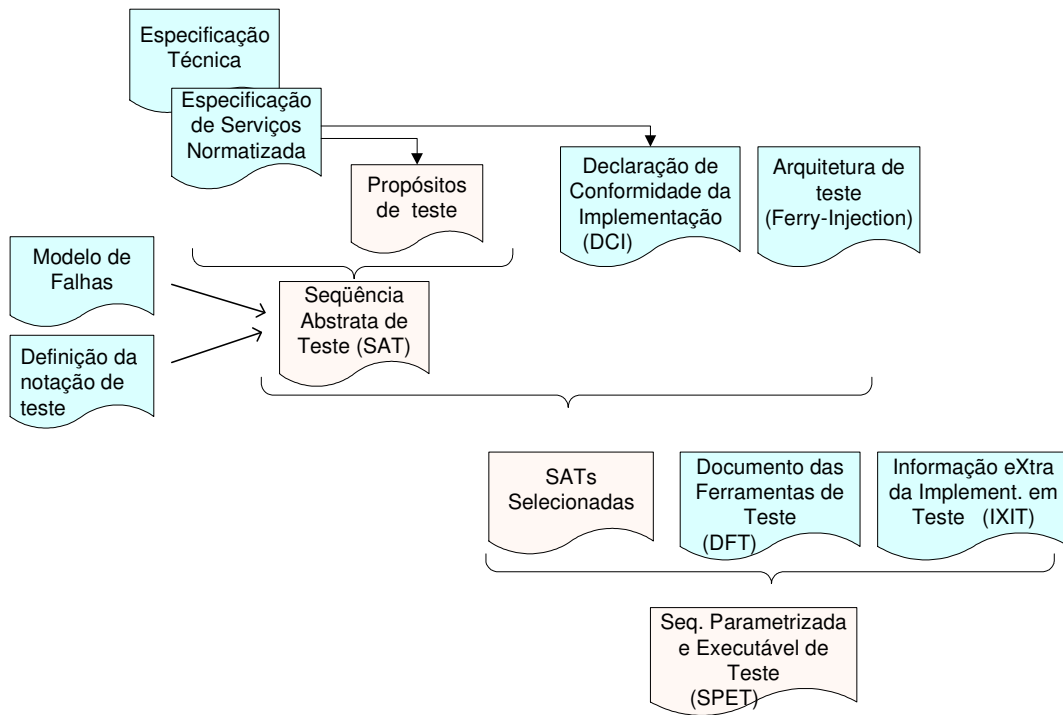 Especificação
Técnica
Especificação
de Serviços
Normatizada
Propósitos
de teste
Declaração de
Conformidade da
Implementação
(DCI)
Arquitetura de
teste
(Ferry-Injection)
Modelo de
Falhas
Definição da
notação de
teste
Seqüência
Abstrata de
Teste (SAT)
SATs
Selecionadas
Documento das
Ferramentas de
Teste
(DFT)
Informação eXtra
da Implement. em
Teste (IXIT)
Seq. Parametrizada
e Executável de
Teste
(SPET)